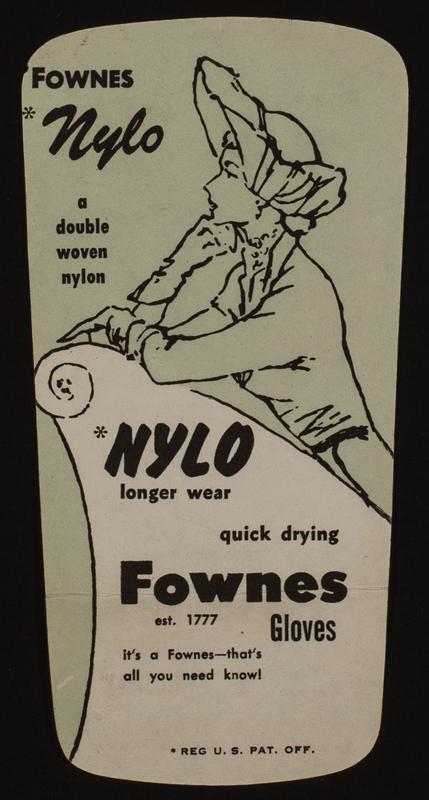 FOWNES
* Nylo
a
double
woven
nylon
*NYLO
longer wear
quick drying
Fownes
est. 1777
Gloves
it's a Fownes—that's
all you need know!
* REG U. S. PAT. OFF.